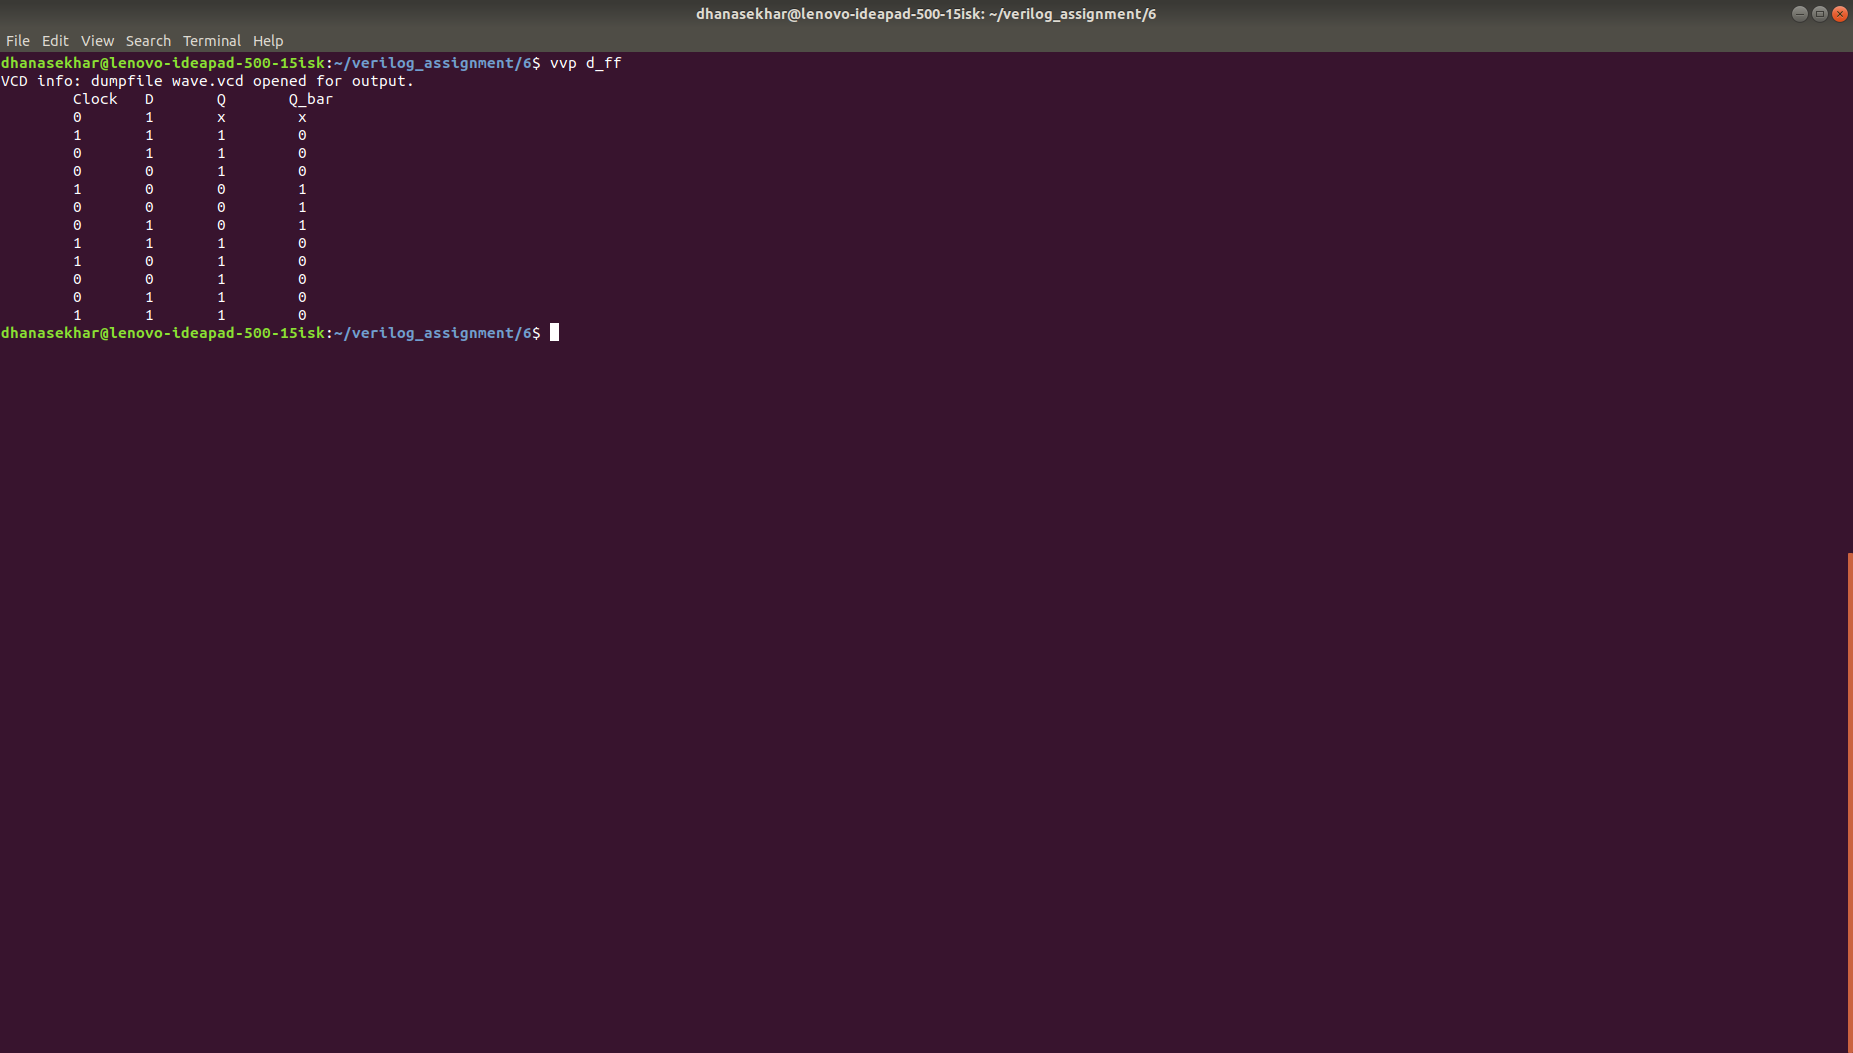 dhanasekhar@lenovo-ideapad-500-15isk: ~/verilog_assignment/6
File Edit View Search Terminal Help
dhanasekhar@lenovo-ideapad-500-15isk:~/verilog_assignment/6$ vvp d_ff
VCD info: dumpfile wave.vcd opened for output.
Clock D Q Q_bar
0 1 x x
1 1 1 0
0 1 1 0
0 0 1 0
1 0 0 1
0 0 0 1
0 1 0 1
1 1 1 0
1 0 1 0
0 0 1 0
0 1 1 0
1 1 1 0
dhanasekhar@lenovo-ideapad-500-15isk:~/verilog_assignment/6$